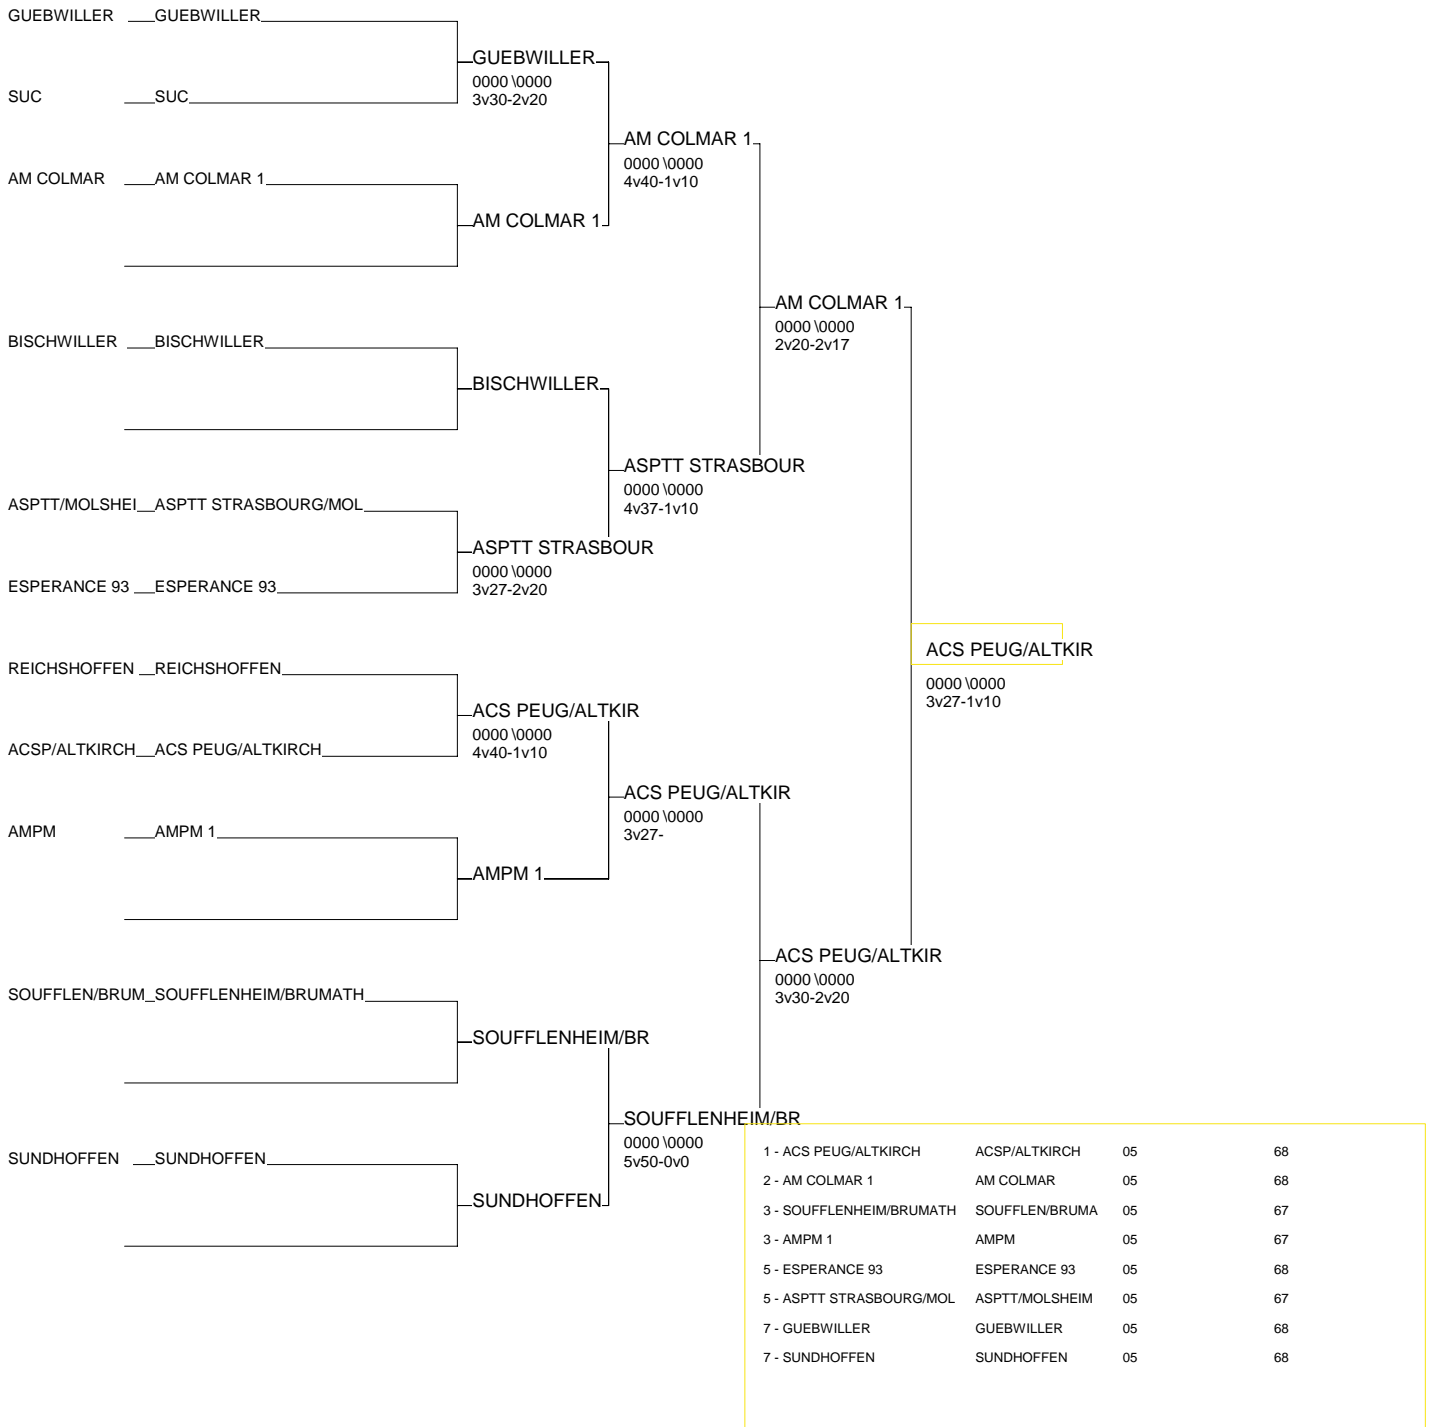 GUEBWILLER GUEBWILLER
GUEBWILLER
0000 \0000
3v30-2v20
SUC SUC
AM COLMAR 1
0000 \0000
4v40-1v10
AM COLMAR AM COLMAR 1
AM COLMAR 1
AM COLMAR 1
0000 \0000
2v20-2v17
BISCHWILLER BISCHWILLER
BISCHWILLER
ASPTT STRASBOUR
0000 \0000
4v37-1v10
ASPTT/MOLSHEI ASPTT STRASBOURG/MOL
ASPTT STRASBOUR
0000 \0000
3v27-2v20
ESPERANCE 93 ESPERANCE 93
ACS PEUG/ALTKIR
0000 \0000
3v27-1v10
REICHSHOFFEN REICHSHOFFEN
ACS PEUG/ALTKIR
0000 \0000
4v40-1v10
ACSP/ALTKIRCH ACS PEUG/ALTKIRCH
ACS PEUG/ALTKIR
0000 \0000
3v27-
AMPM AMPM 1
AMPM 1
ACS PEUG/ALTKIR
0000 \0000
3v30-2v20
SOUFFLEN/BRUM SOUFFLENHEIM/BRUMATH
SOUFFLENHEIM/BR
SOUFFLENHEIM/BR
0000 \0000
5v50-0v0
SUNDHOFFEN SUNDHOFFEN
SUNDHOFFEN
1 - ACS PEUG/ALTKIRCH ACSP/ALTKIRCH 05 68
2 - AM COLMAR 1 AM COLMAR 05 68
3 - SOUFFLENHEIM/BRUMATH SOUFFLEN/BRUMA 05 67
3 - AMPM 1 AMPM 05 67
5 - ESPERANCE 93 ESPERANCE 93 05 68
5 - ASPTT STRASBOURG/MOL ASPTT/MOLSHEIM 05 67
7 - GUEBWILLER GUEBWILLER 05 68
7 - SUNDHOFFEN SUNDHOFFEN 05 68